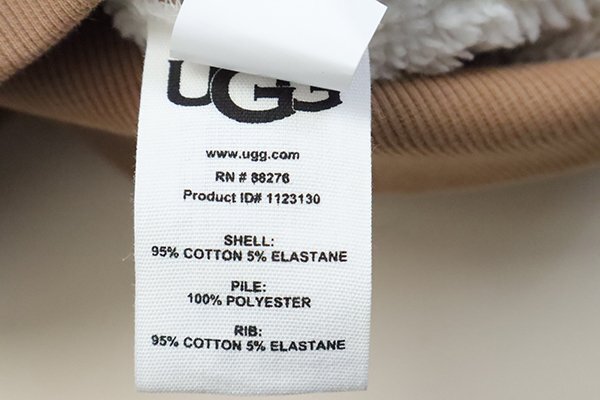 UGG
www.ugg.com
RN # 88276
Product ID# 1123130
SHELL:
95% COTTON 5% ELASTANE
PILE:
100% POLYESTER
RIB:
95% COTTON 5% ELASTANE